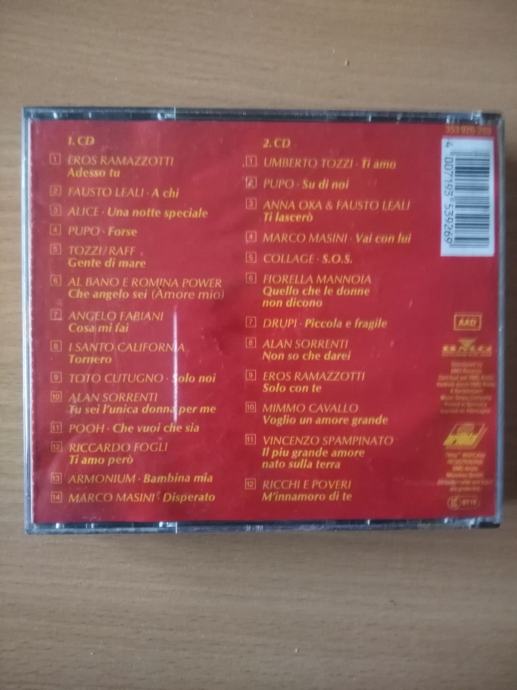 1. CD
1 EROS RAMAZZOTTI
Adesso tu
2 FAUSTO LEALI · A chi
3 ALICE · Una notte speciale
4 PUPO · Forse
5 TOZZI/RAFF
Gente di mare
6 AL BANO E ROMINA POWER
Che angelo sei (Amore mio)
7 ANGELO FABIANI
Cosa mi fai
8 I SANTO CALIFORNIA
Tornero
9 TOTO CUTUGNO · Solo noi
10 ALAN SORRENTI
Tu sei l'unica donna per me
11 POOH · Che vuoi che sia
12 RICCARDO FOGLI
Ti amo però
13 ARMONIUM · Bambina mia
14 MARCO MASINI · Disperato
2. CD
1 UMBERTO TOZZI · Ti amo
2 PUPO · Su di noi
3 ANNA OXA & FAUSTO LEALI
Ti lascerò
4 MARCO MASINI · Vai con lui
5 COLLAGE · S.O.S.
6 FIORELLA MANNOIA
Quello che le donne
non dicono
7 DRUPI · Piccola e fragile
8 ALAN SORRENTI
Non so che darei
9 EROS RAMAZZOTTI
Solo con te
10 MIMMO CAVALLO
Voglio un amore grande
11 VINCENZO SPAMPINATO
Il piu grande amore
nato sulla terra
12 RICCHI E POVERI
M'innamoro di te
353 926
4 007193 539269
AAD
BMG